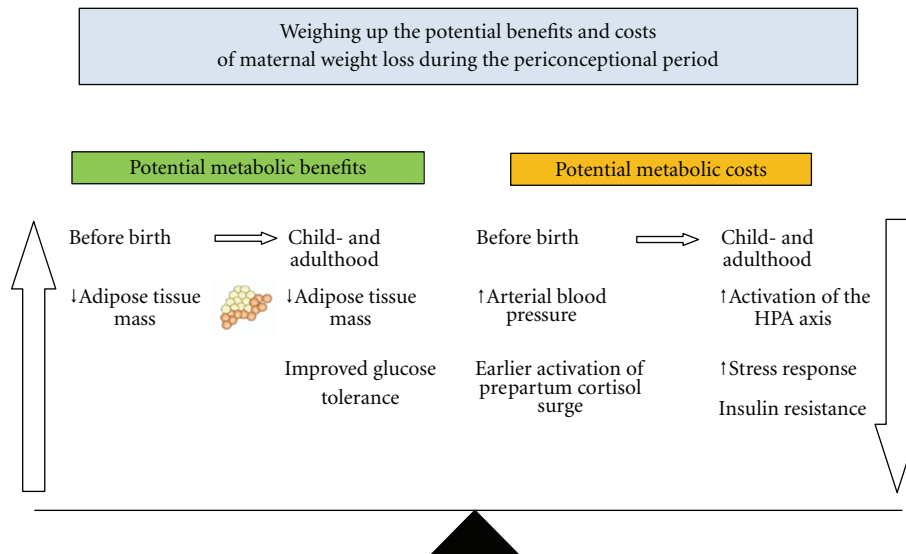 Weighing up the potential benefits and costs
of maternal weight loss during the periconceptional period
Potential metabolic benefits
Before birth
Child- and
adulthood
↓Adipose tissue
mass
↓Adipose tissue
mass
Improved glucose
tolerance
Potential metabolic costs
Before birth
Child- and
adulthood
↑Arterial blood
pressure
↑Activation of the
HPA axis
Earlier activation of
prepartum cortisol
surge
↑Stress response
Insulin resistance